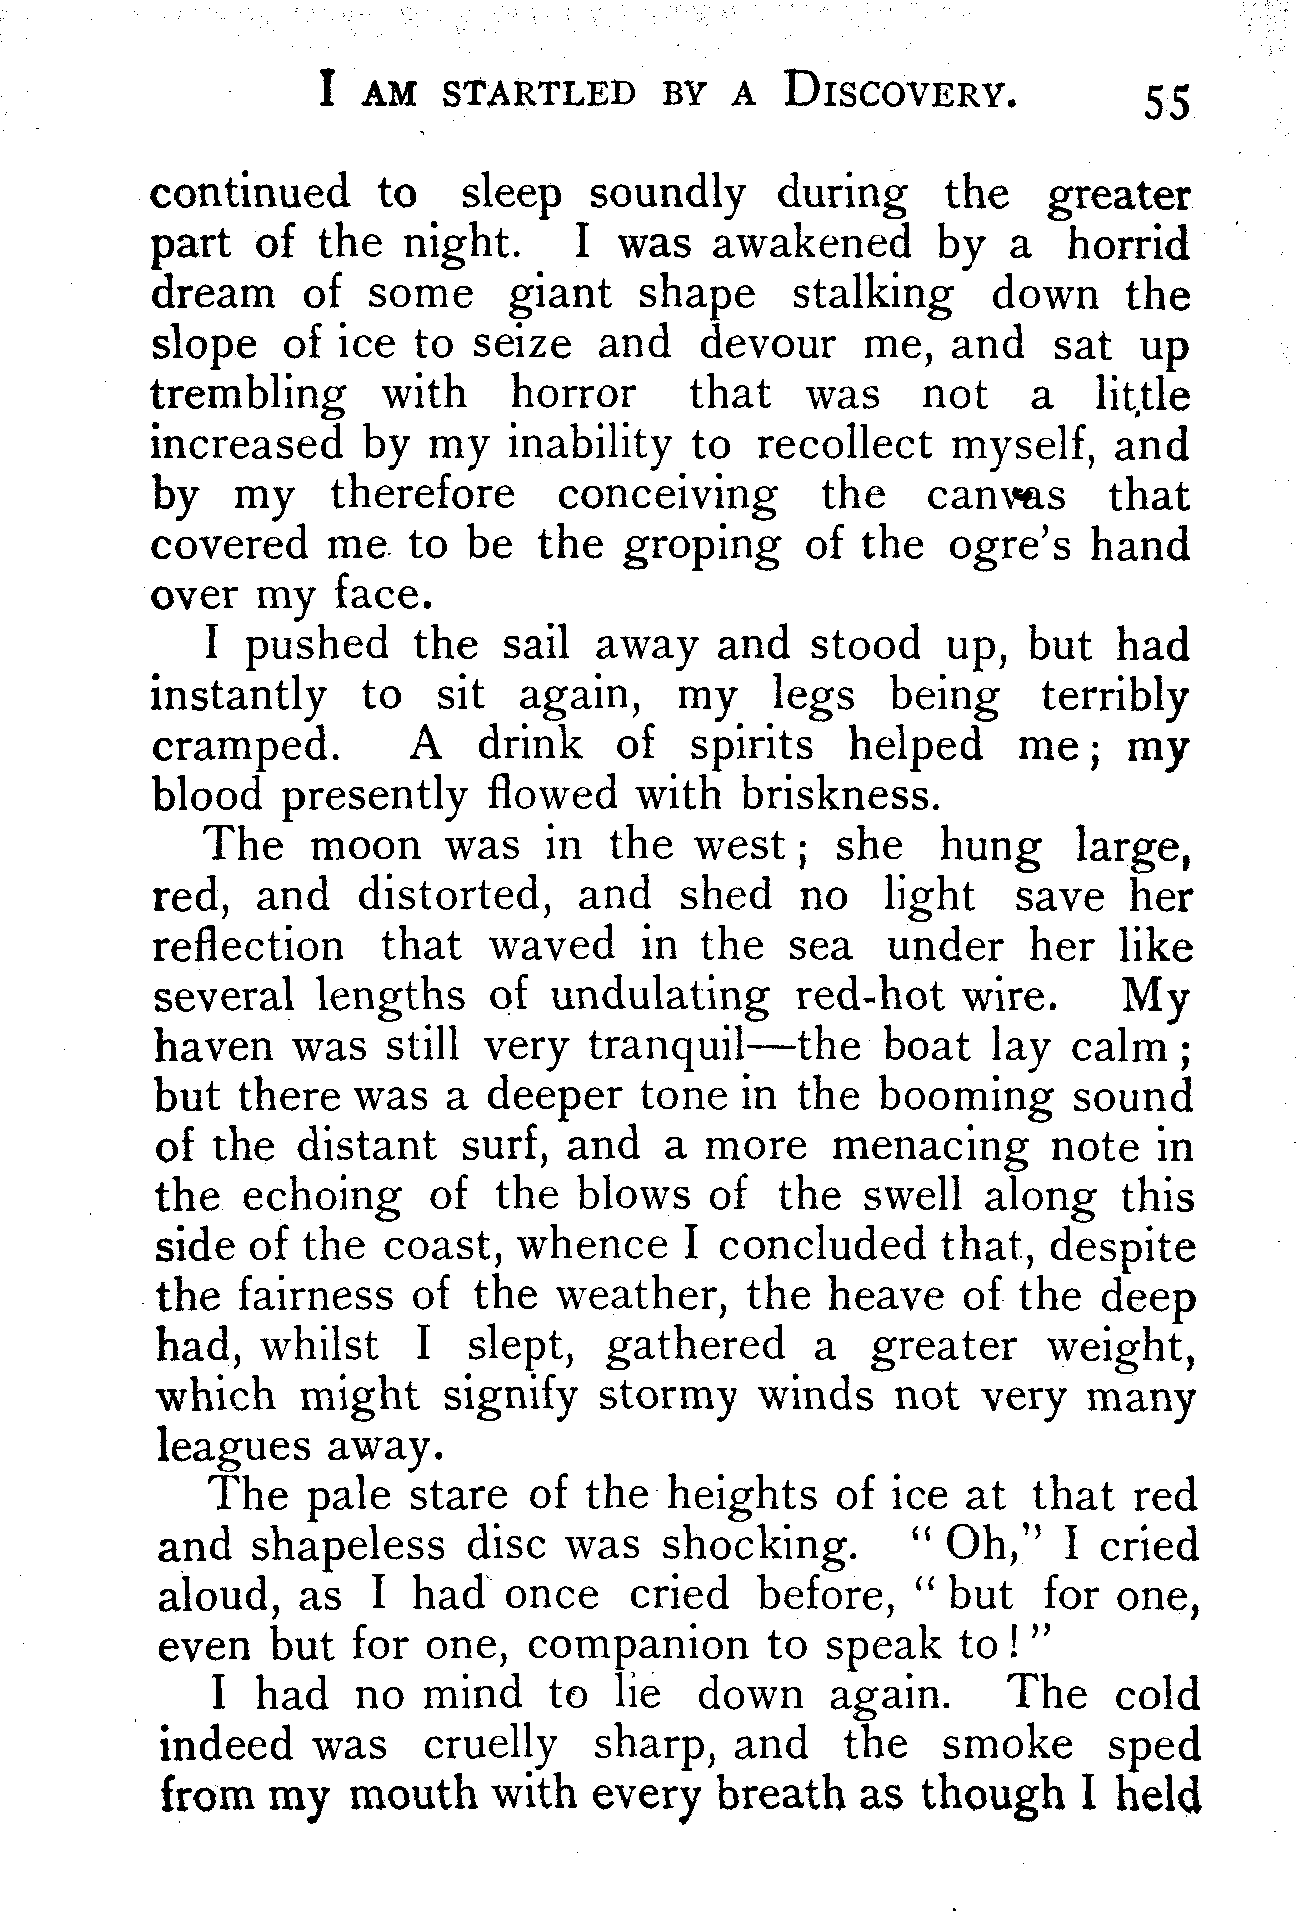 I AM STARTLED BY A DISCOVERY. 55
continued to sleep soundly during the greater
part of the night. I was awakened by a horrid
dream of some giant shape stalking down the
slope of ice to seize and devour me, and sat up
trembling with horror that was not a little
increased by my inability to recollect myself, and
by my therefore conceiving the canvas that
covered me to be the groping of the ogre's hand
over my face.
I pushed the sail away and stood up, but had
instantly to sit again, my legs being terribly
cramped. A drink of spirits helped me; my
blood presently flowed with briskness.
The moon was in the west; she hung large,
red, and distorted, and shed no light save her
reflection that waved in the sea under her like
several lengths of undulating red-hot wire. My
haven was still very tranquil—the boat lay calm;
but there was a deeper tone in the booming sound
of the distant surf, and a more menacing note in
the echoing of the blows of the swell along this
side of the coast, whence I concluded that, despite
the fairness of the weather, the heave of the deep
had, whilst I slept, gathered a greater weight,
which might signify stormy winds not very many
leagues away.
The pale stare of the heights of ice at that red
and shapeless disc was shocking. "Oh," I cried
aloud, as I had once cried before, "but for one,
even but for one, companion to speak to!"
I had no mind to lie down again. The cold
indeed was cruelly sharp, and the smoke sped
from my mouth with every breath as though I held